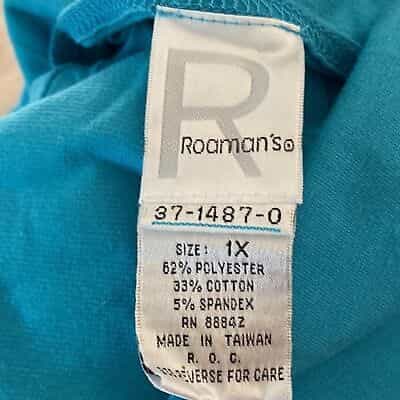 R
Roaman's®
37-1487-0
SIZE: 1X
62% POLYESTER
33% COTTON
5% SPANDEX
RN 88842
MADE IN TAIWAN
R. O. C.
REVERSE FOR CARE